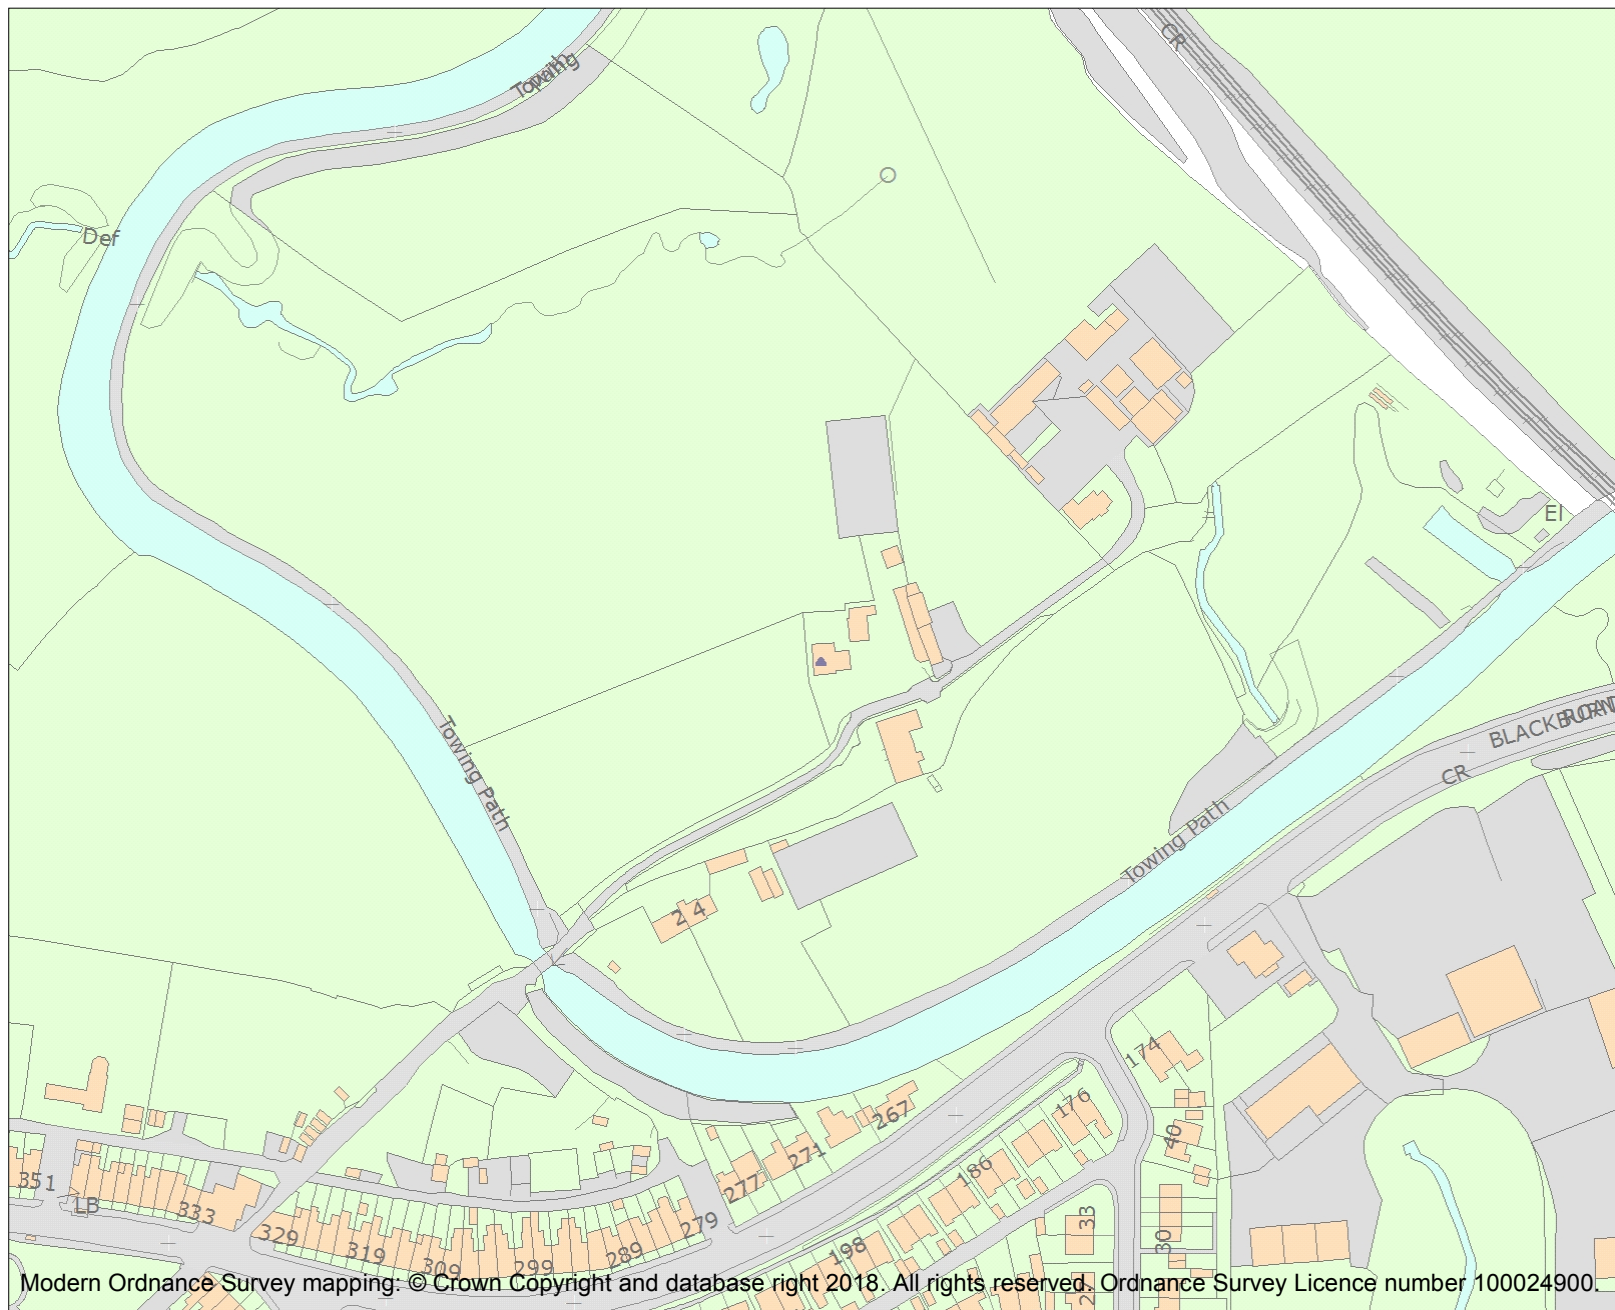 CR
Towing
Path
Def
El
Towing Path
BLACKBURN
ROAD
CR
Towing Path
2 4
174
267
176
40
271
186
351
277
LB
333
279
33
329
319
289
30
309
299
198
Modern Ordnance Survey mapping: © Crown Copyright and database right 2018. All rights reserved. Ordnance Survey Licence number 100024900.